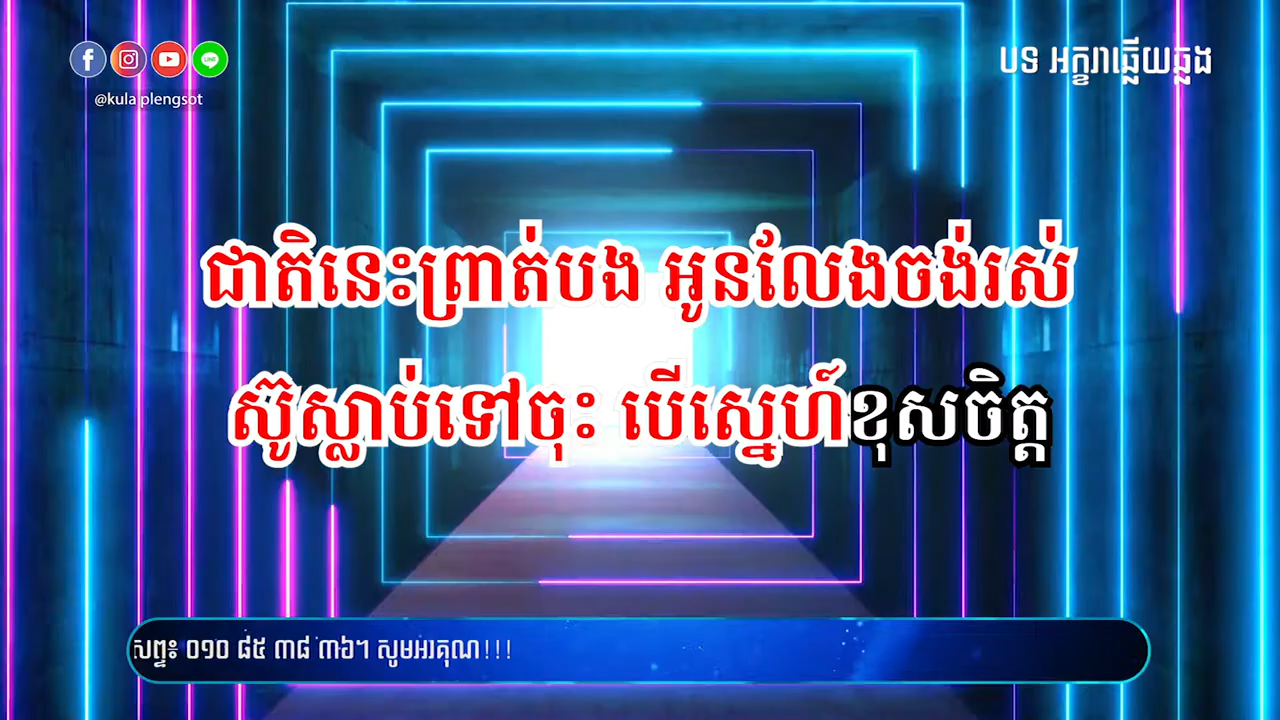 @kula plengsot
បទ អក្ខរាឆ្លើយឆ្លង
ជាតិនេះព្រាត់បង អូនលែងចង់រស់
ស៊ូស្លាប់ទៅចុះ បើស្នេហ៍ខុសចិត្ត
សព្ទ៖ ០១០ ៨៥ ៣៨ ៣៦។ សូមអរគុណ!!!